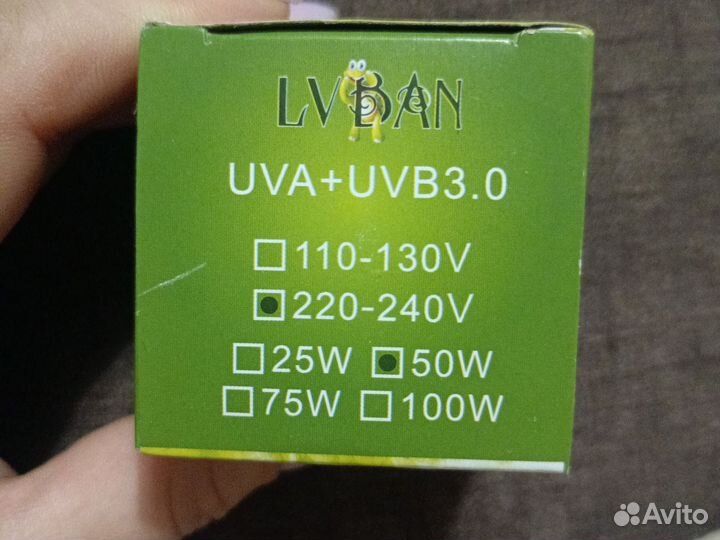 LVBAN
UVA+UVB3.0
110-130V
220-240V
25W 50W
75W 100W
Avito